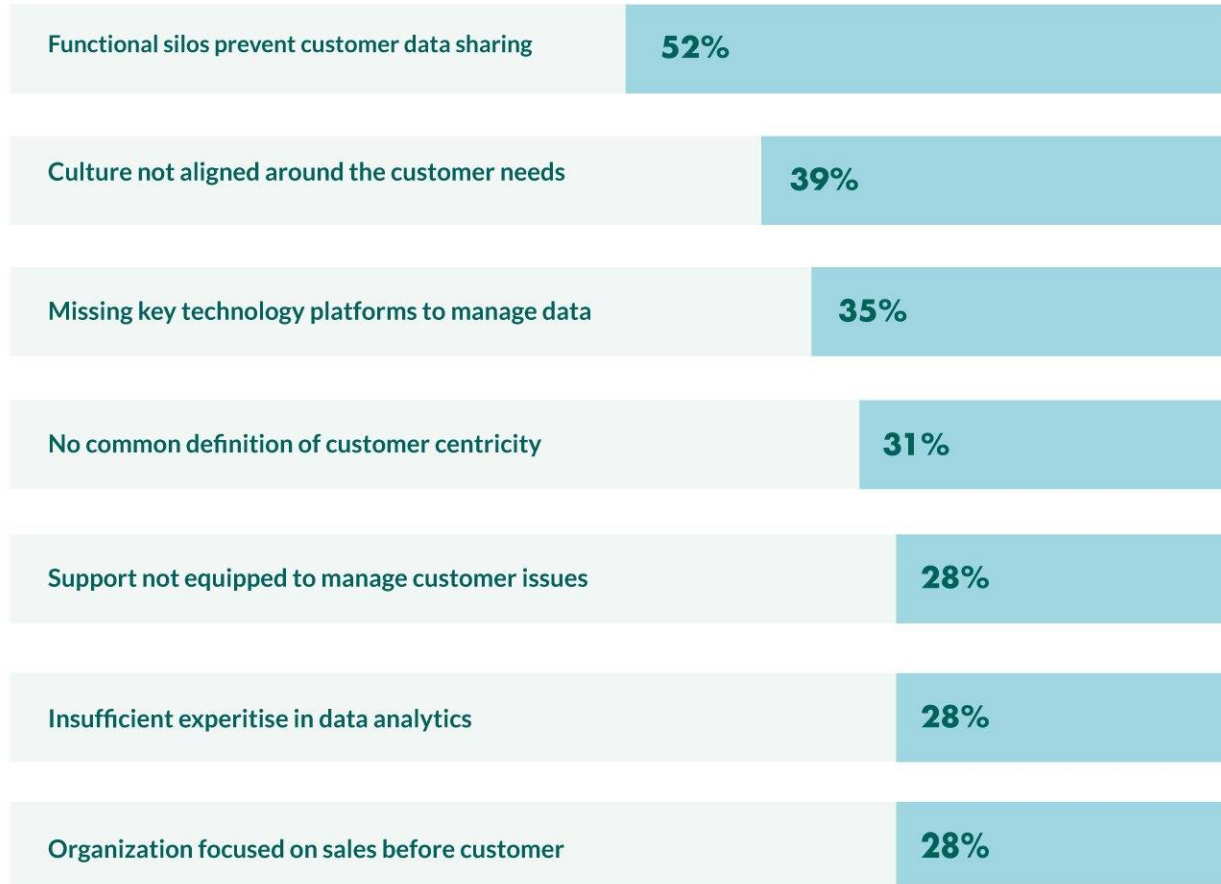 Functional silos prevent customer data sharing 52%
Culture not aligned around the customer needs 39%
Missing key technology platforms to manage data 35%
No common definition of customer centricity 31%
Support not equipped to manage customer issues 28%
Insufficient experitise in data analytics 28%
Organization focused on sales before customer 28%